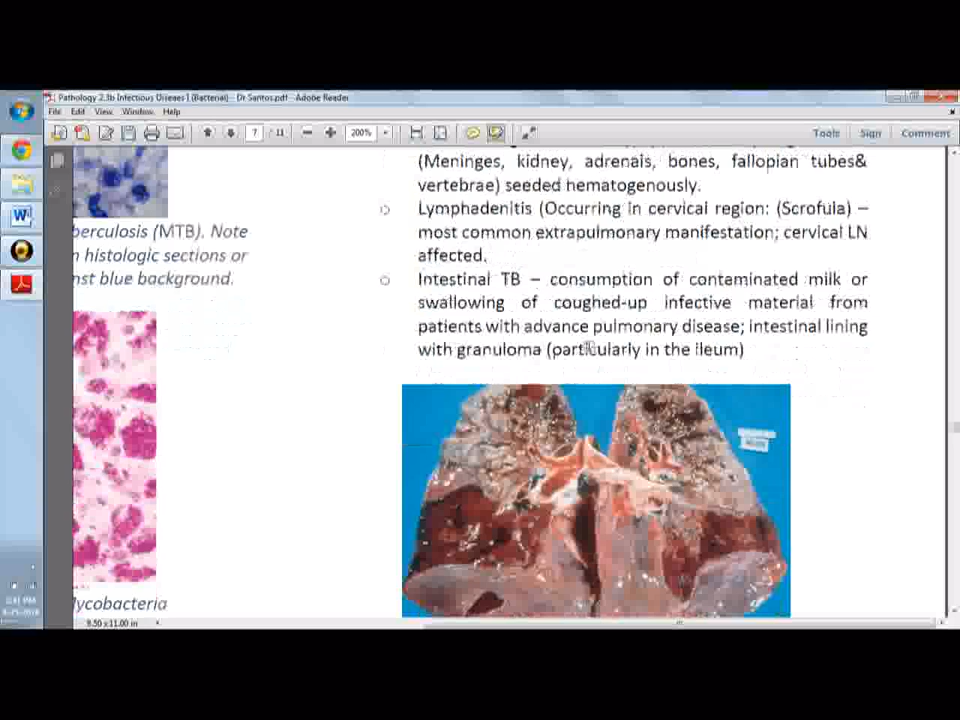 Pathology 2.3b Infectious Diseases I (Bacterial) - Dr Santos.pdf - Adobe Reader
File Edit View Window Help
7 / 11 200% Tools Sign Comment
(Meninges, kidney, adrenals, bones, fallopian tubes&
vertebrae) seeded hematogenously.
Lymphadenitis (Occurring in cervical region: (Scrofula) –
most common extrapulmonary manifestation; cervical LN
affected.
Intestinal TB – consumption of contaminated milk or
swallowing of coughed-up infective material from
patients with advance pulmonary disease; intestinal lining
with granuloma (particularly in the ileum)
berculosis (MTB). Note
n histologic sections or
nst blue background.
Mycobacteria
8.50 x 11.00 in